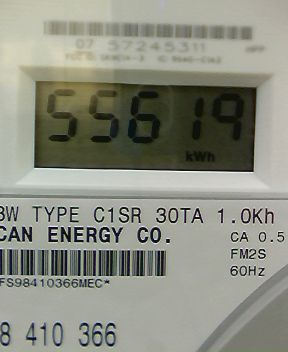 07 57245311
55619
kWh
3W TYPE C1SR 30TA 1.0Kh
CAN ENERGY CO.
CA 0.5
FM2S
60Hz
FS98410366MEC*
8 410 366